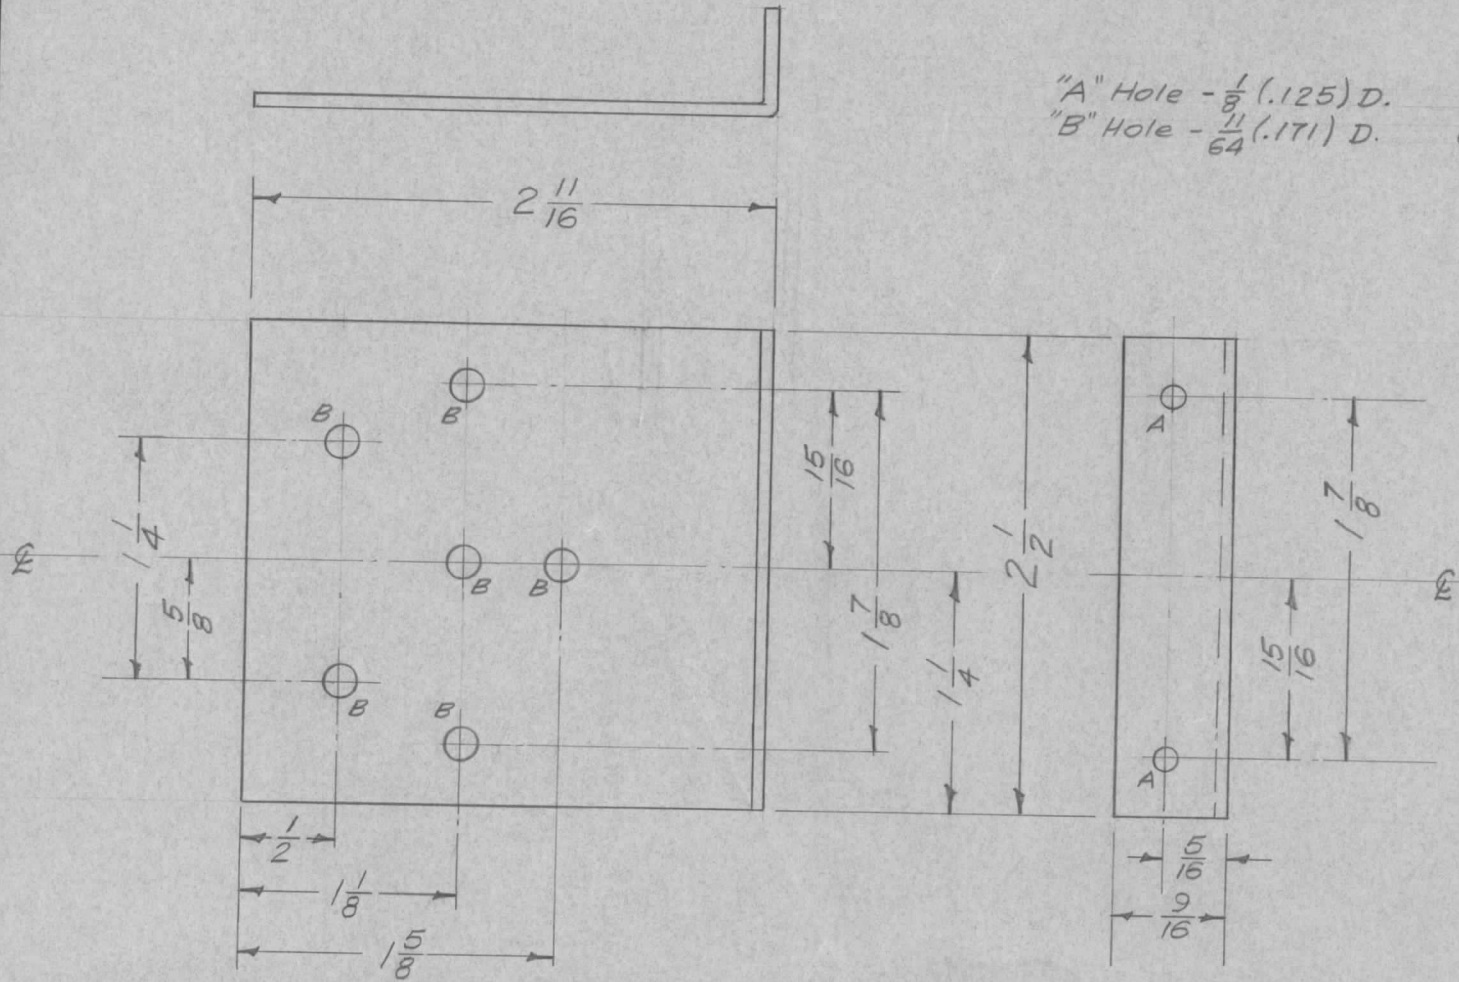 "A" Hole - 1/8 (.125) D.
"B" Hole - 11/64 (.171) D.
2 11/16
B
B
A
15/16
1 7/8
1 1/4
2 1/2
℄
5/8
B
B
1 7/8
1 1/4
15/16
℄
B
B
A
1/2
1 1/8
1 5/8
5/16
9/16